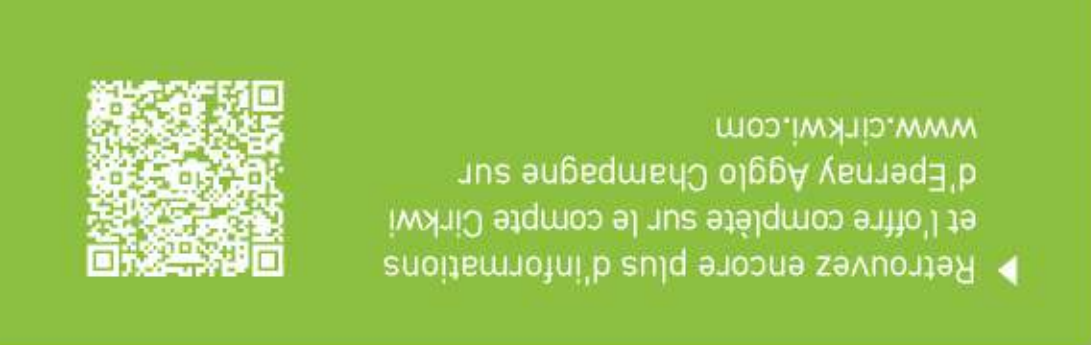 Retrouvez encore plus d'informations
et l'offre complète sur le compte Cirkwi
d'Epernay Agglo Champagne sur
www.cirkwi.com